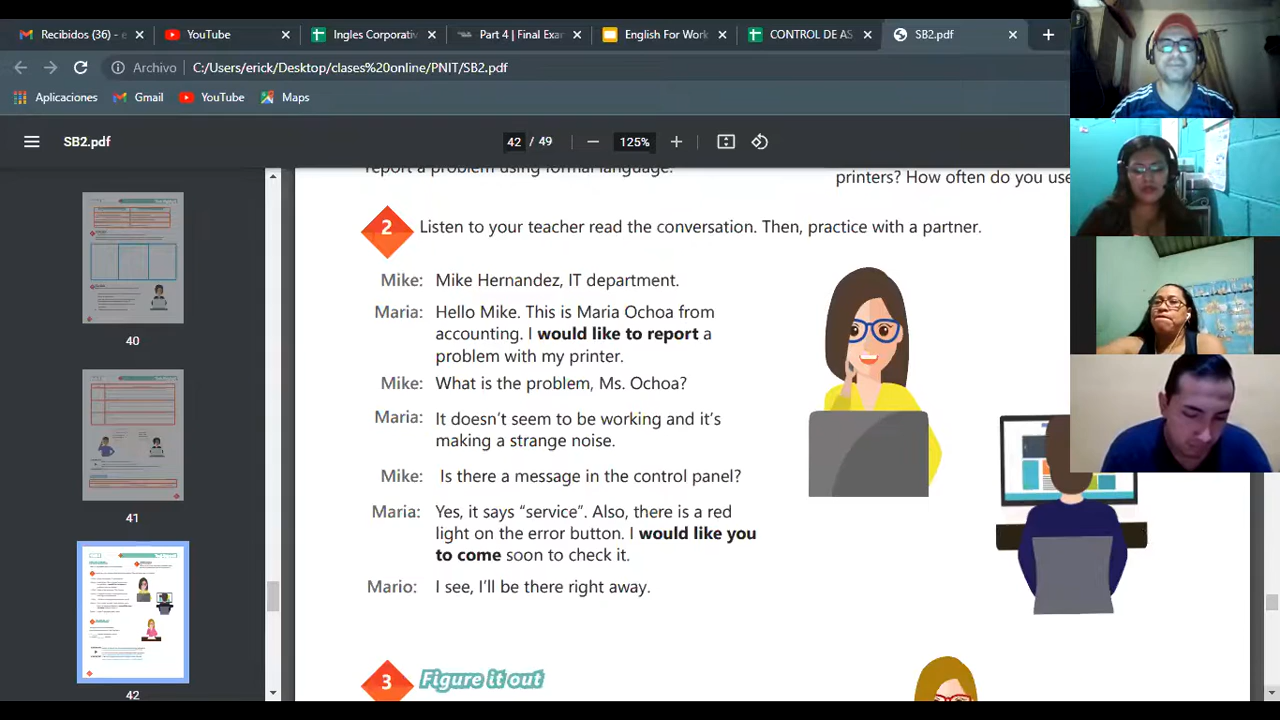 Recibidos (36) - e
YouTube
Ingles Corporativ
Part 4 | Final Exam
English For Work
CONTROL DE AS
SB2.pdf
Archivo
C:/Users/erick/Desktop/clases%20online/PNIT/SB2.pdf
Aplicaciones
Gmail
YouTube
Maps
SB2.pdf
42 / 49
125%
40
41
42
report a problem using formal language.
printers? How often do you use
2
Listen to your teacher read the conversation. Then, practice with a partner.
Mike: Mike Hernandez, IT department.
Maria: Hello Mike. This is Maria Ochoa from
accounting. I would like to report a
problem with my printer.
Mike: What is the problem, Ms. Ochoa?
Maria: It doesn't seem to be working and it's
making a strange noise.
Mike: Is there a message in the control panel?
Maria: Yes, it says “service”. Also, there is a red
light on the error button. I would like you
to come soon to check it.
Mario: I see, I'll be there right away.
3
Figure it out